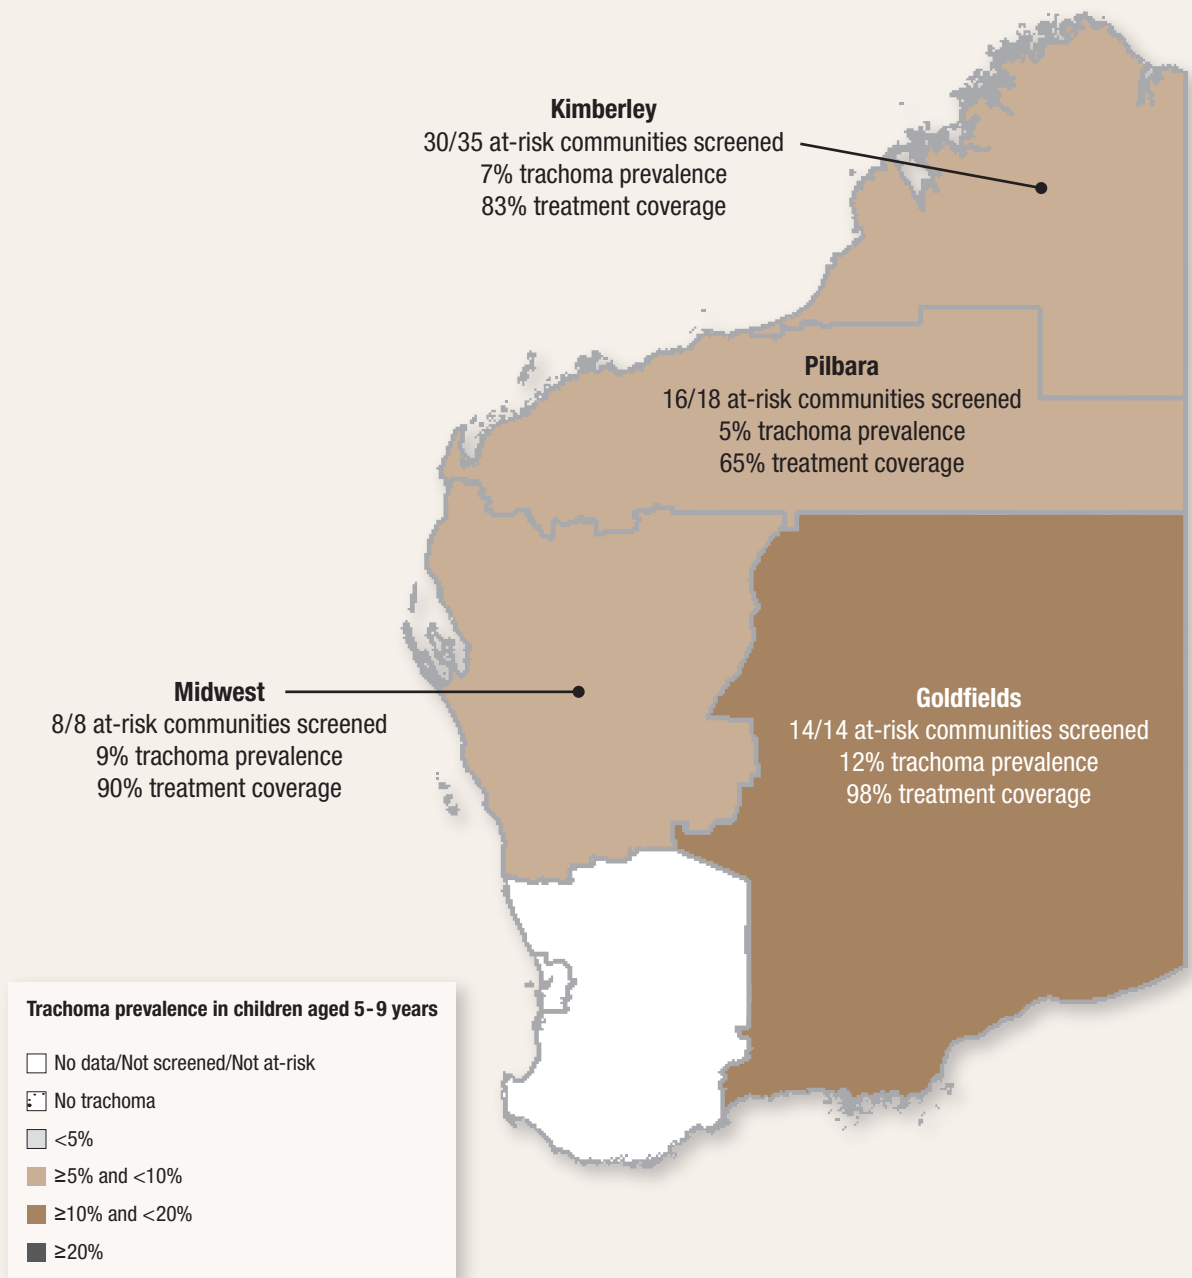 Kimberley
30/35 at-risk communities screened
7% trachoma prevalence
83% treatment coverage
Pilbara
16/18 at-risk communities screened
5% trachoma prevalence
65% treatment coverage
Midwest
8/8 at-risk communities screened
9% trachoma prevalence
90% treatment coverage
Goldfields
14/14 at-risk communities screened
12% trachoma prevalence
98% treatment coverage
Trachoma prevalence in children aged 5-9 years
No data/Not screened/Not at-risk
No trachoma
<5%
≥5% and <10%
≥10% and <20%
≥20%